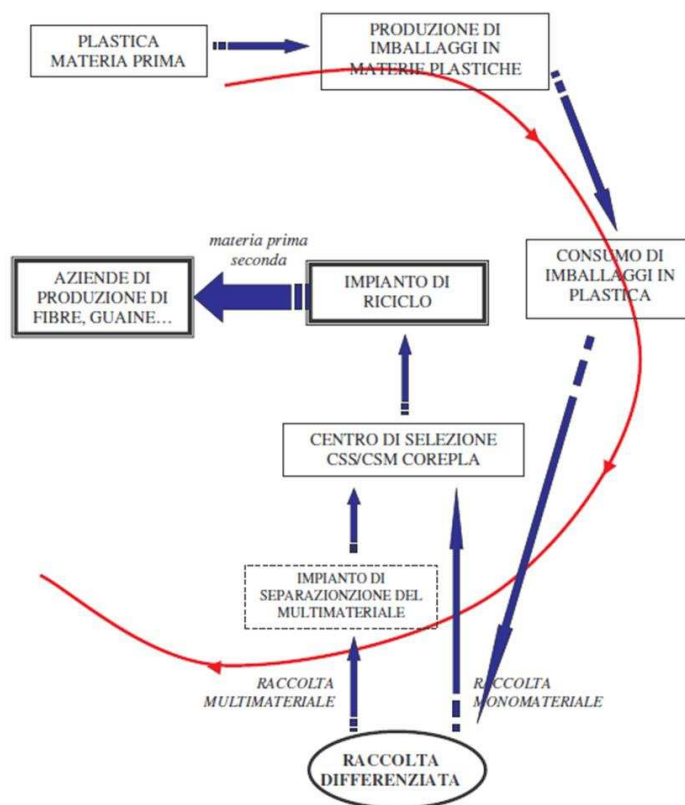 PLASTICA
MATERIA PRIMA
PRODUZIONE DI
IMBALLAGGI IN
MATERIE PLASTICHE
CONSUMO DI
IMBALLAGGI IN
PLASTICA
materia prima
seconda
AZIENDE DI
PRODUZIONE DI
FIBRE, GUAINE…
IMPIANTO DI
RICICLO
CENTRO DI SELEZIONE
CSS/CSM COREPLA
IMPIANTO DI
SEPARAZIONZIONE DEL
MULTIMATERIALE
RACCOLTA
MULTIMATERIALE
RACCOLTA
MONOMATERIALE
RACCOLTA
DIFFERENZIATA